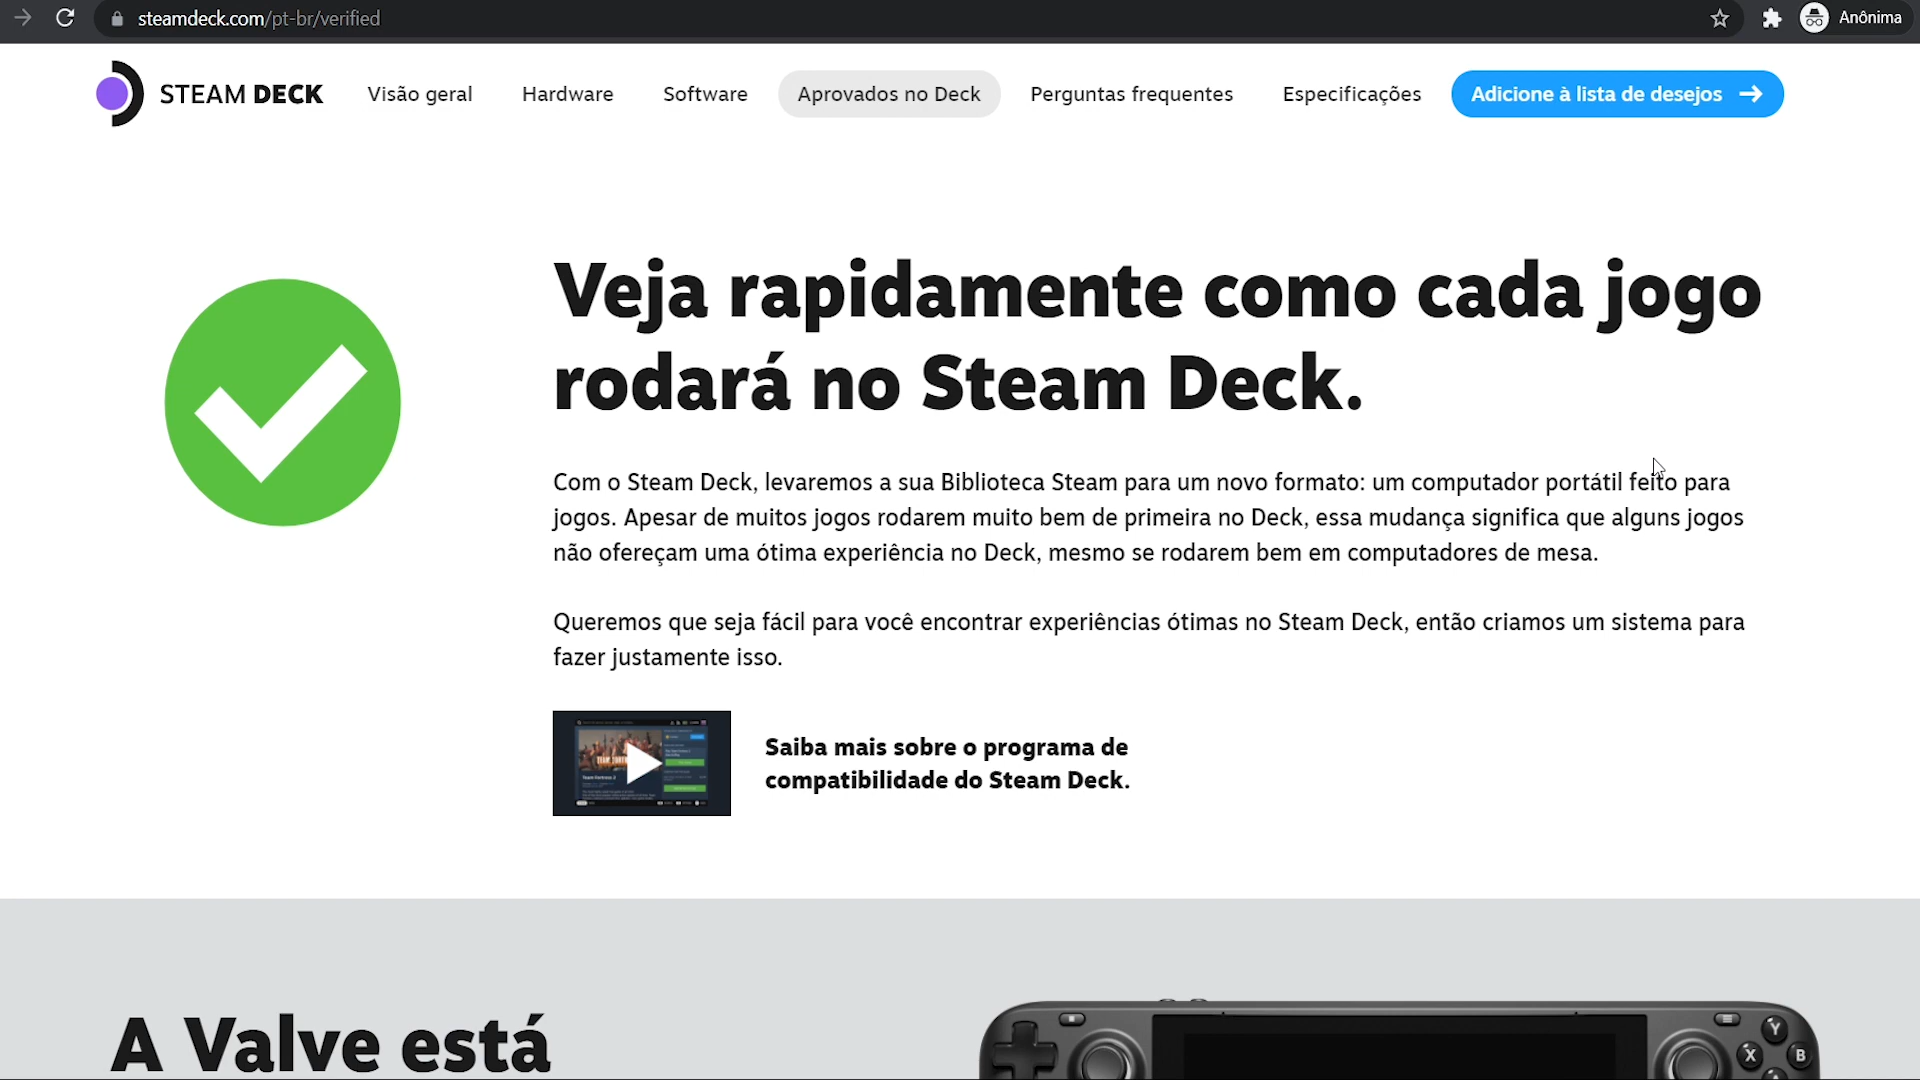 steamdeck.com/pt-br/verified
Anônima
STEAM DECK
Visão geral
Hardware
Software
Aprovados no Deck
Perguntas frequentes
Especificações
Adicione à lista de desejos
Veja rapidamente como cada jogo
rodará no Steam Deck.
Com o Steam Deck, levaremos a sua Biblioteca Steam para um novo formato: um computador portátil feito para
jogos. Apesar de muitos jogos rodarem muito bem de primeira no Deck, essa mudança significa que alguns jogos
não ofereçam uma ótima experiência no Deck, mesmo se rodarem bem em computadores de mesa.
Queremos que seja fácil para você encontrar experiências ótimas no Steam Deck, então criamos um sistema para
fazer justamente isso.
Team Fortress 2
Saiba mais sobre o programa de
compatibilidade do Steam Deck.
A Valve está
Y
X
B